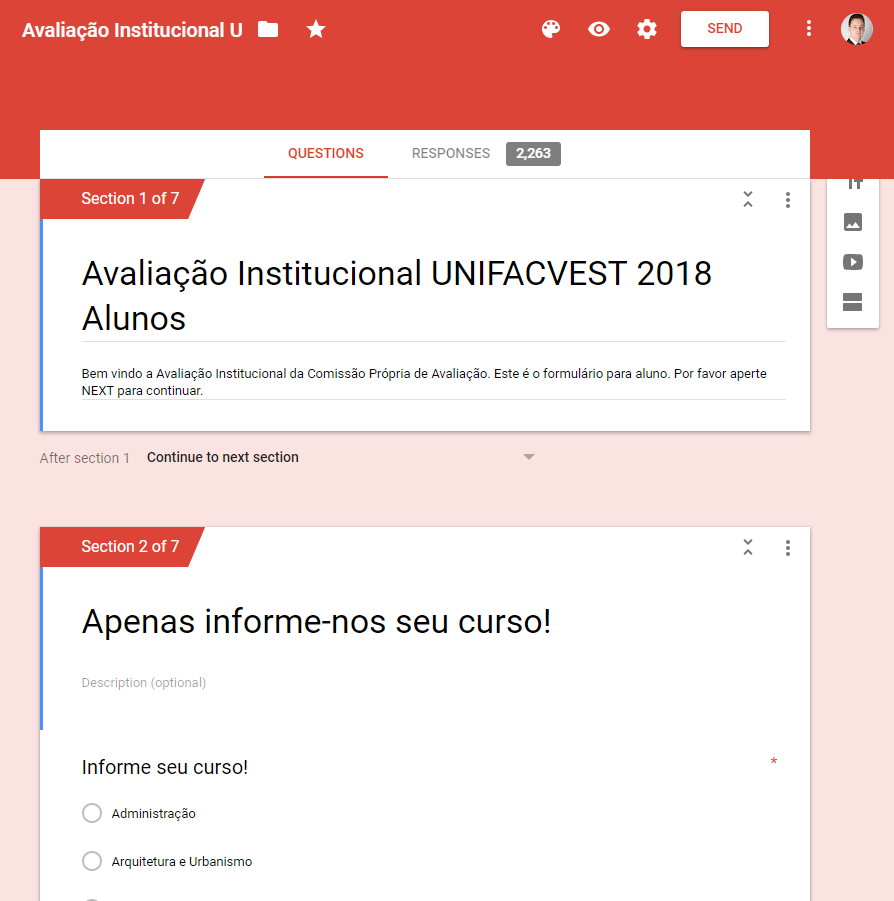 Avaliação Institucional U
SEND
QUESTIONS
RESPONSES
2,263
Section 1 of 7
Avaliação Institucional UNIFACVEST 2018
Alunos
Bem vindo a Avaliação Institucional da Comissão Própria de Avaliação. Este é o formulário para aluno. Por favor aperte
NEXT para continuar.
After section 1
Continue to next section
Section 2 of 7
Apenas informe-nos seu curso!
Description (optional)
Informe seu curso!
*
Administração
Arquitetura e Urbanismo